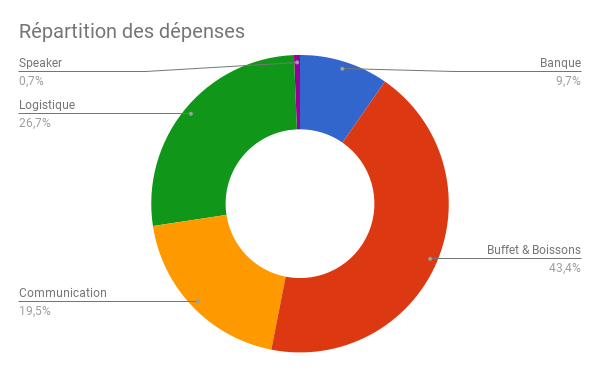 Répartition des dépenses
Speaker
0,7%
Banque
9,7%
Logistique
26,7%
Buffet & Boissons
43,4%
Communication
19,5%